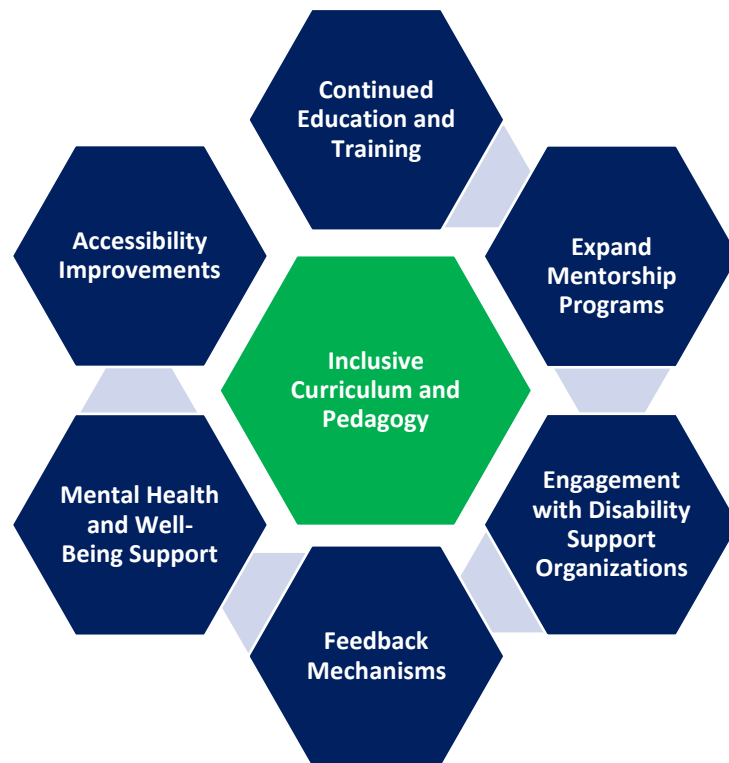 Continued
Education and
Training
Accessibility
Improvements
Expand
Mentorship
Programs
Inclusive
Curriculum and
Pedagogy
Mental Health
and Well-
Being Support
Engagement
with Disability
Support
Organizations
Feedback
Mechanisms